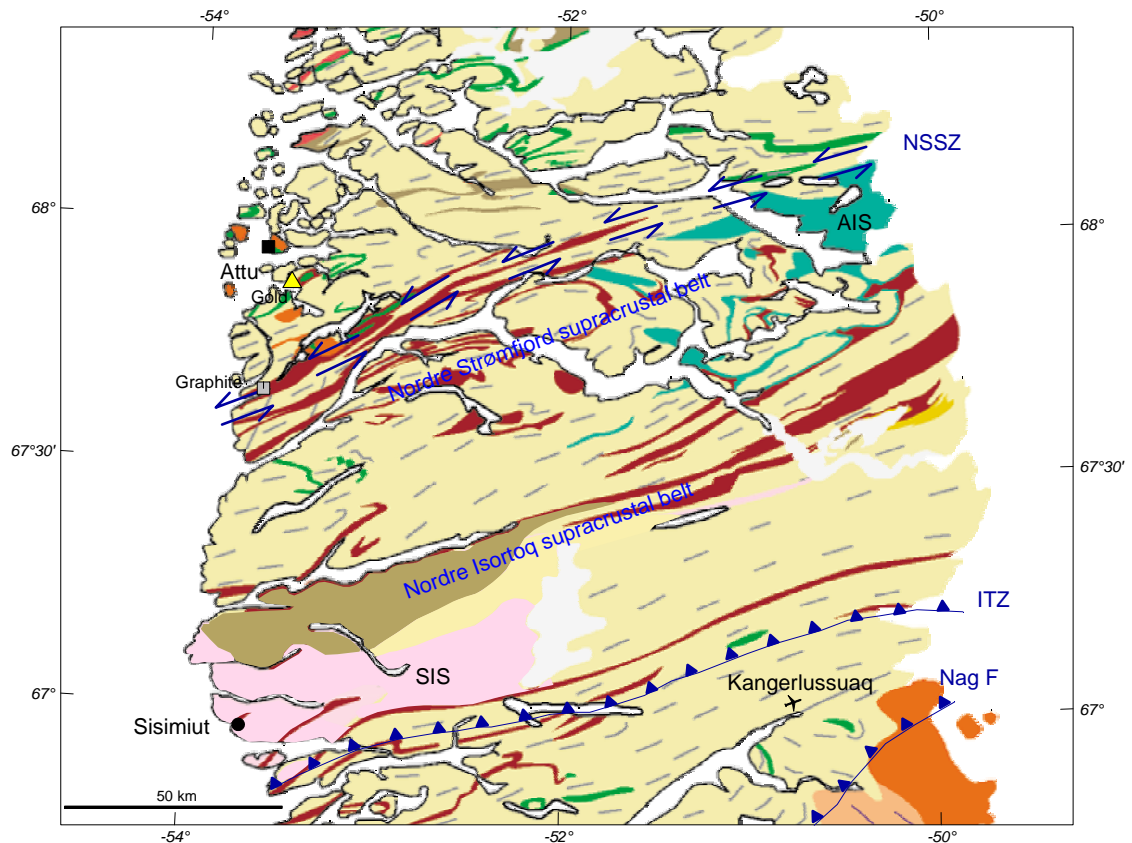 -54°
-52°
-50°
NSSZ
68°
AIS
68°
Attu
Gold
Nordre Strømfjord supracrustal belt
Graphite
67°30′
67°30′
Nordre Isortoq supracrustal belt
ITZ
SIS
Kangerlussuaq
Nag F
67°
67°
Sisimiut
50 km
-54°
-52°
-50°